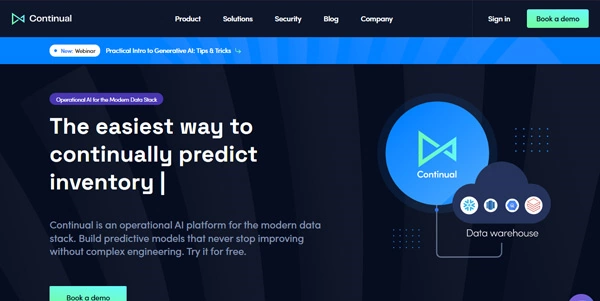 Continual
Product
Solutions
Security
Blog
Company
Sign in
Book a demo
New: Webinar
Practical Intro to Generative AI: Tips & Tricks
Operational AI for the Modern Data Stack
The easiest way to
continually predict
inventory |
Continual is an operational AI platform for the modern data
stack. Build predictive models that never stop improving
without complex engineering. Try it for free.
Book a demo
Continual
Data warehouse